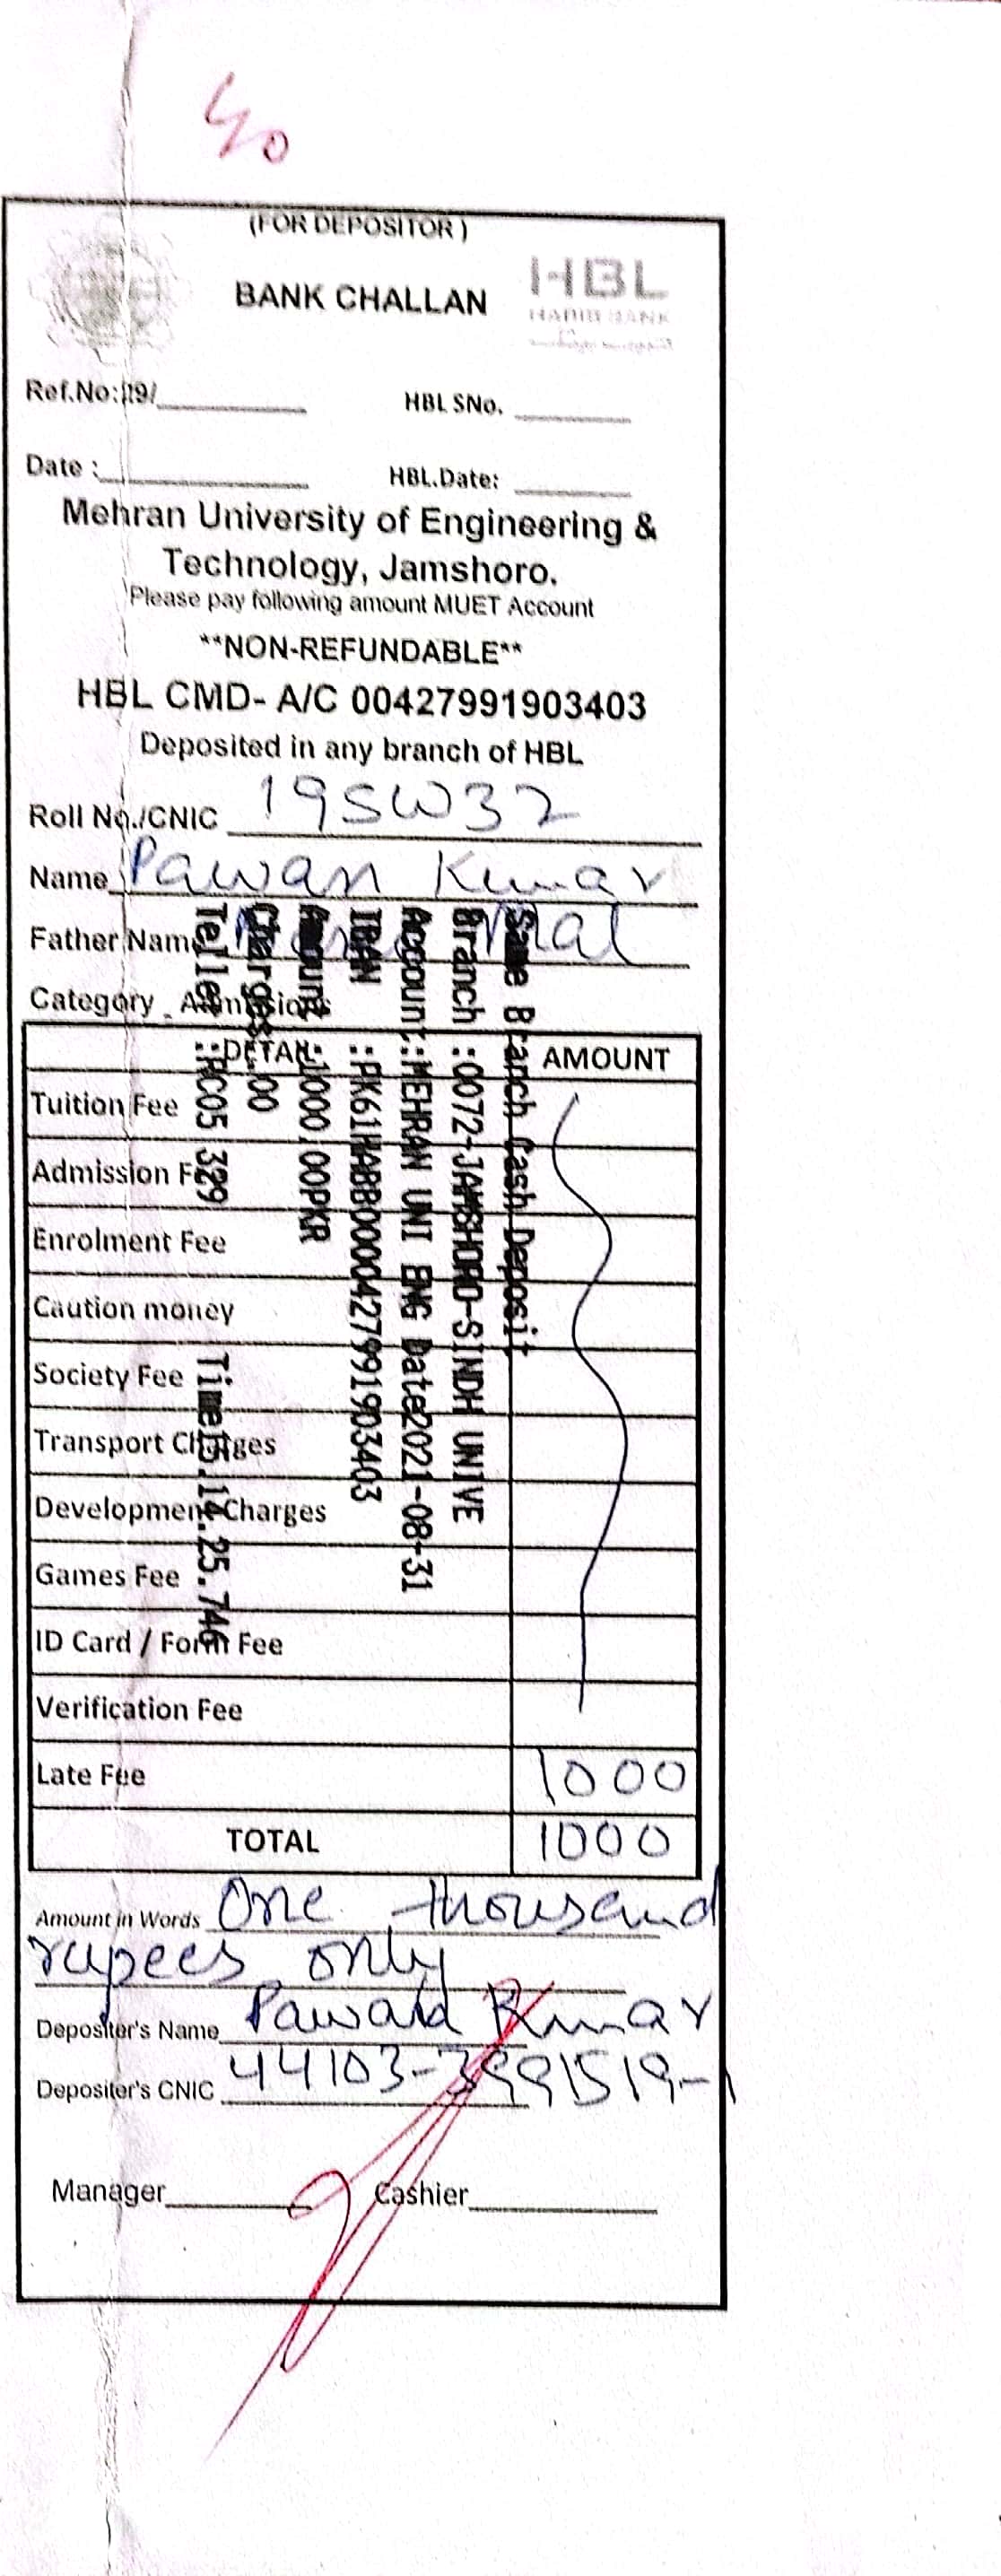 40
(FOR DEPOSITOR )
BANK CHALLAN
HBL
HABIB BANK
Ref.No:19/
HBL SNo.
Date :
HBL.Date:
Mehran University of Engineering &
Technology, Jamshoro.
Please pay following amount MUET Account
**NON-REFUNDABLE**
HBL CMD- A/C 00427991903403
Deposited in any branch of HBL
Roll No./CNIC 19SW32
Name Pawan Kumar
Father Name Mal
Category Admissions
DETAIL AMOUNT
Tuition Fee
Admission Fee
Enrolment Fee
Caution money
Society Fee
Transport Charges
Development Charges
Games Fee
ID Card / Form Fee
Verification Fee
Late Fee 1000
TOTAL 1000
Amount in Words One thousand
rupees only
Depositer's Name Pawan Kumar
Depositer's CNIC 44103-3991519-1
Manager Cashier
Same Branch Cash Deposit
Branch :0072-JAMSHORO-SINDH UNIVE
Account:MEHRAN UNI ENG Date2021-08-31
IBAN :PK61HABB0000427991903403
Amount :1000.00PKR
Charges:.00
Teller :RC05 329 Time15.14.25.746